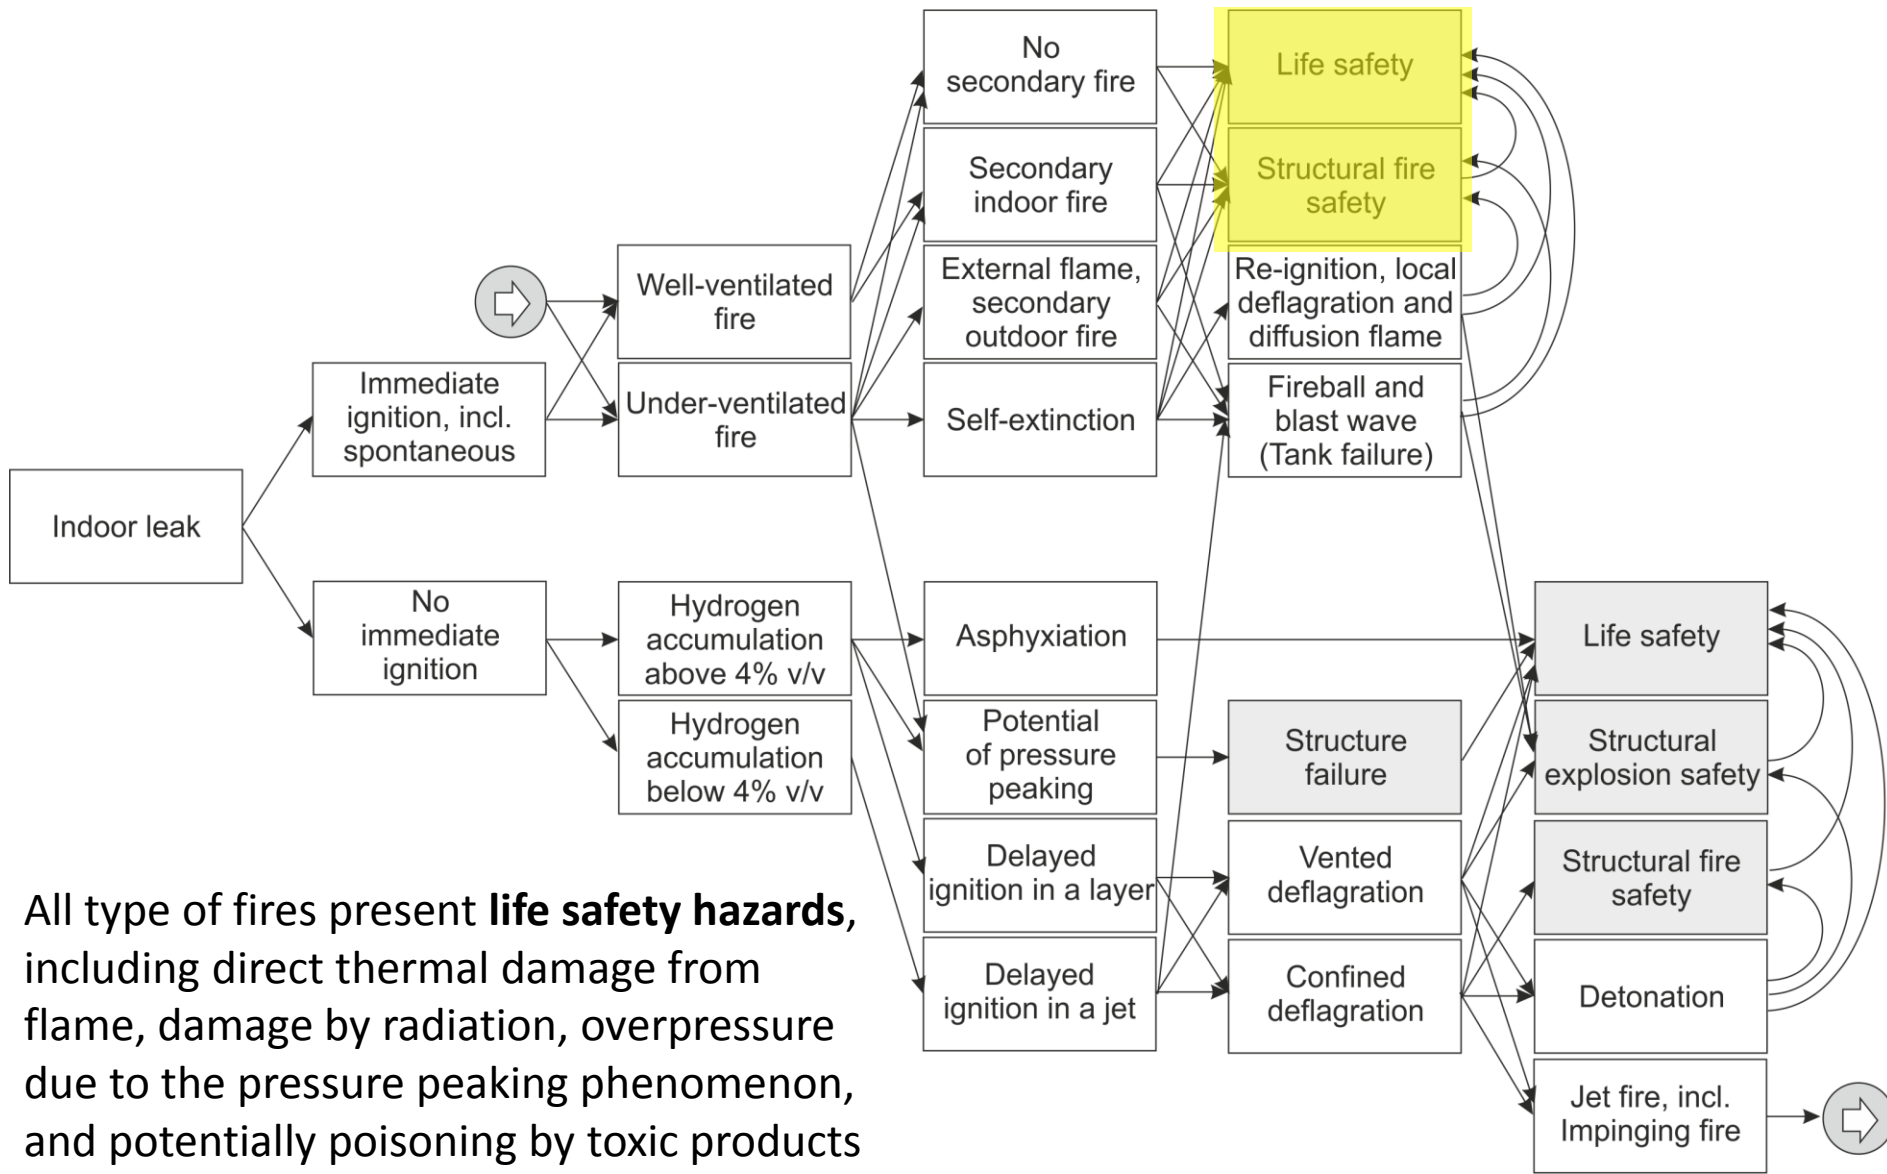 No
secondary fire
Life safety
Secondary
indoor fire
Structural fire
safety
Well-ventilated
fire
External flame,
secondary
outdoor fire
Re-ignition, local
deflagration and
diffusion flame
Immediate
ignition, incl.
spontaneous
Under-ventilated
fire
Self-extinction
Fireball and
blast wave
(Tank failure)
Indoor leak
No
immediate
ignition
Hydrogen
accumulation
above 4% v/v
Asphyxiation
Life safety
Hydrogen
accumulation
below 4% v/v
Potential
of pressure
peaking
Structure
failure
Structural
explosion safety
Delayed
ignition in a layer
Vented
deflagration
Structural fire
safety
Delayed
ignition in a jet
Confined
deflagration
Detonation
Jet fire, incl.
Impinging fire
All type of fires present life safety hazards,
including direct thermal damage from
flame, damage by radiation, overpressure
due to the pressure peaking phenomenon,
and potentially poisoning by toxic products